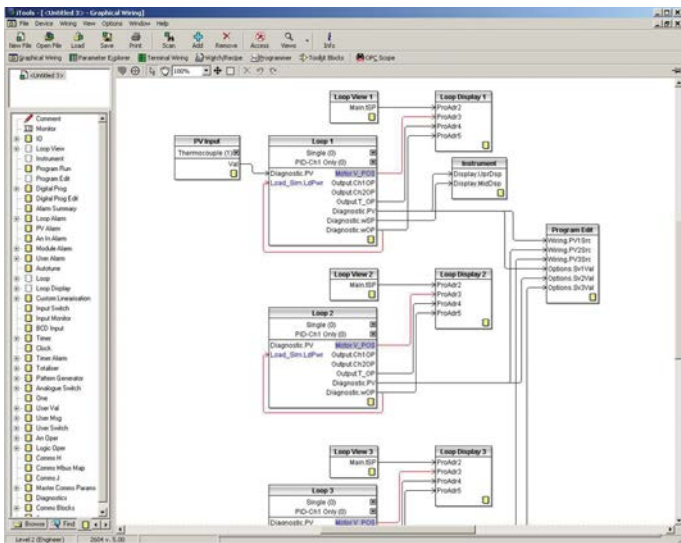 iTools - [<Untitled 3> - Graphical Wiring]
File Device Wiring View Options Window Help
New File Open File Load Save Print Scan Add Remove Access Views Info
Graphical Wiring Parameter Explorer Terminal Wiring Watch/Recipe Programmer Toolkit Blocks OPC Scope
<Untitled 3>
100%
Comment
Monitor
IO
Loop View
Instrument
Program Run
Program Edit
Digital Prog
Digital Prog Edit
Alarm Summary
Loop Alarm
PV Alarm
An In Alarm
Module Alarm
User Alarm
Autotune
Loop
Loop Display
Custom Linearisation
Input Switch
Input Monitor
BCD Input
Timer
Clock
Timer Alarm
Totaliser
Pattern Generator
Analogue Switch
One
User Val
User Msg
User Switch
An Oper
Logic Oper
Comms H
Comms Mbus Map
Comms J
Master Comms Params
Diagnostics
Comms Blocks
Browse Find
Level 2 (Engineer) 2604 v. 5.00
PV Input
Thermocouple (1)
Val
Loop View 1
Main.tSP
Loop Display 1
ProAdr2
ProAdr3
ProAdr4
ProAdr5
Loop 1
Single (0)
PID-Ch1 Only (0)
Diagnostic.PV Motor.V_POS
Load_Sim.LdPwr Output.Ch1OP
Output.Ch2OP
Output.T_OP
Diagnostic.PV
Diagnostic.wSP
Diagnostic.wOP
Instrument
Display.UprDsp
Display.MidDsp
Program Edit
Wiring.PV1Src
Wiring.PV2Src
Wiring.PV3Src
Options.Sv1Val
Options.Sv2Val
Options.Sv3Val
Loop View 2
Main.tSP
Loop Display 2
ProAdr2
ProAdr3
ProAdr4
ProAdr5
Loop 2
Single (0)
PID-Ch1 Only (0)
Diagnostic.PV Motor.V_POS
Load_Sim.LdPwr Output.Ch1OP
Output.Ch2OP
Output.T_OP
Diagnostic.PV
Diagnostic.wOP
Loop View 3
Main.tSP
Loop Display 3
ProAdr2
ProAdr3
ProAdr4
ProAdr5
Loop 3
Single (0)
PID-Ch1 Only (0)
Diagnostic.PV Motor.V_POS